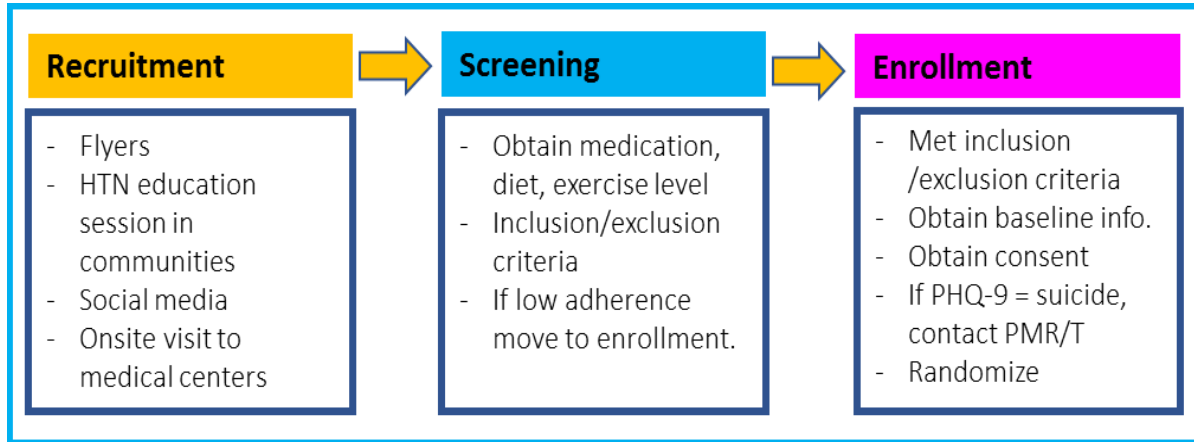 Recruitment
- Flyers
- HTN education
session in
communities
- Social media
- Onsite visit to
medical centers
Screening
- Obtain medication,
diet, exercise level
- Inclusion/exclusion
criteria
- If low adherence
move to enrollment.
Enrollment
- Met inclusion
/exclusion criteria
- Obtain baseline info.
- Obtain consent
- If PHQ-9 = suicide,
contact PMR/T
- Randomize